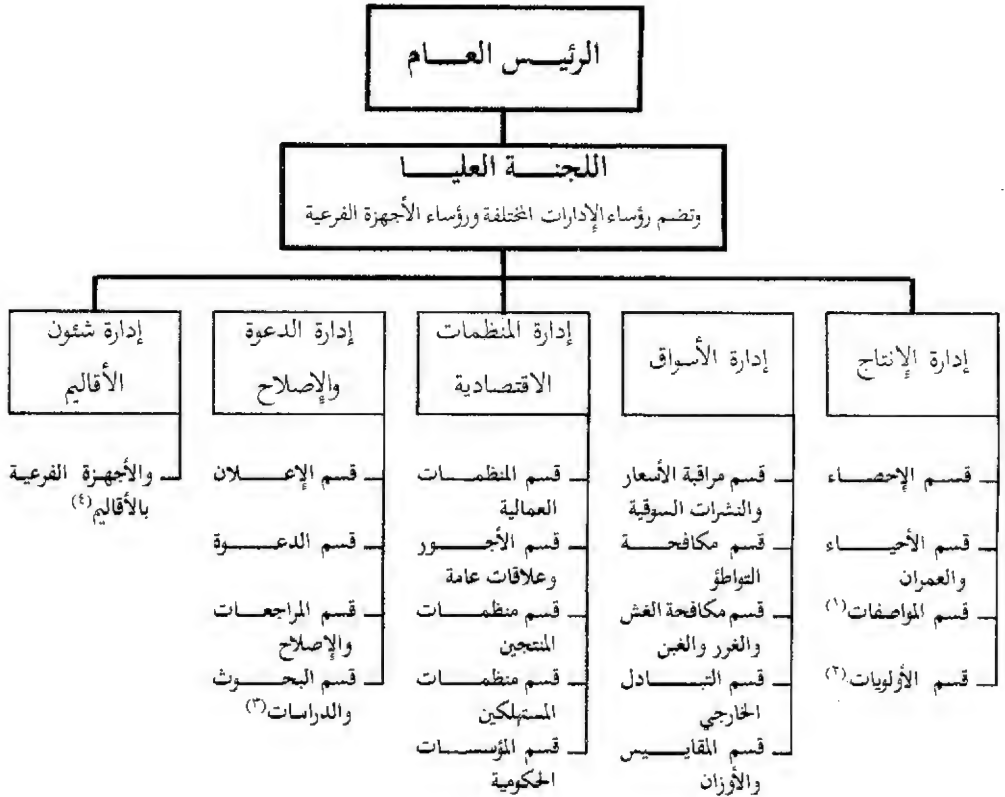 الرئيس العام
اللجنة العليا
وتضم رؤساء الإدارات المختلفة ورؤساء الأجهزة الفرعية
إدارة الإنتاج
قسم الإحصاء
قسم الأحياء
والعمران
قسم المواصفات(١)
قسم الأولويات(٢)
إدارة الأسواق
قسم مراقبة الأسعار
والنشرات السوقية
قسم مكافحة
التواطؤ
قسم مكافحة الغش
والغرر والغبن
قسم التبادل
الخارجي
قسم المقاييس
والأوزان
إدارة المنظمات
الاقتصادية
قسم المنظمات
العمالية
قسم الأجور
وعلاقات عامة
قسم منظمات
المنتجين
قسم منظمات
المستهلكين
قسم المؤسسات
الحكومية
إدارة الدعوة
والإصلاح
قسم الإعلان
قسم الدعوة
قسم المراجعات
والإصلاح
قسم البحوث
والدراسات(٣)
إدارة شئون
الأقاليم
والأجهزة الفرعية
بالأقاليم(٤)